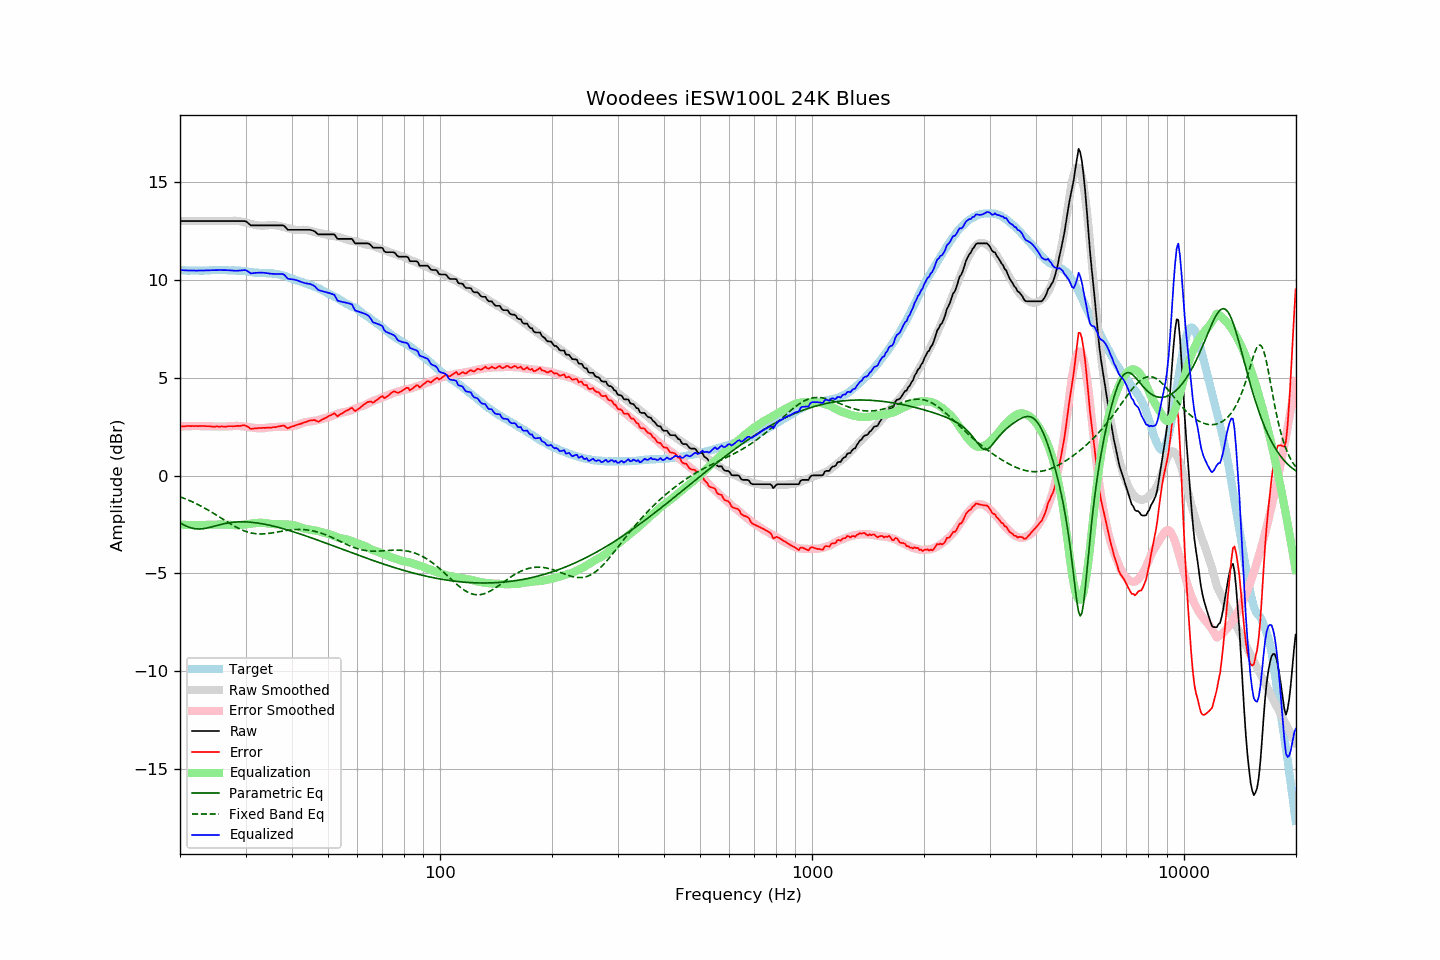 Woodees iESW100L 24K Blues
Amplitude (dBr)
15
10
5
0
−5
−10
−15
Target
Raw Smoothed
Error Smoothed
Raw
Error
Equalization
Parametric Eq
Fixed Band Eq
Equalized
100
1000
10000
Frequency (Hz)